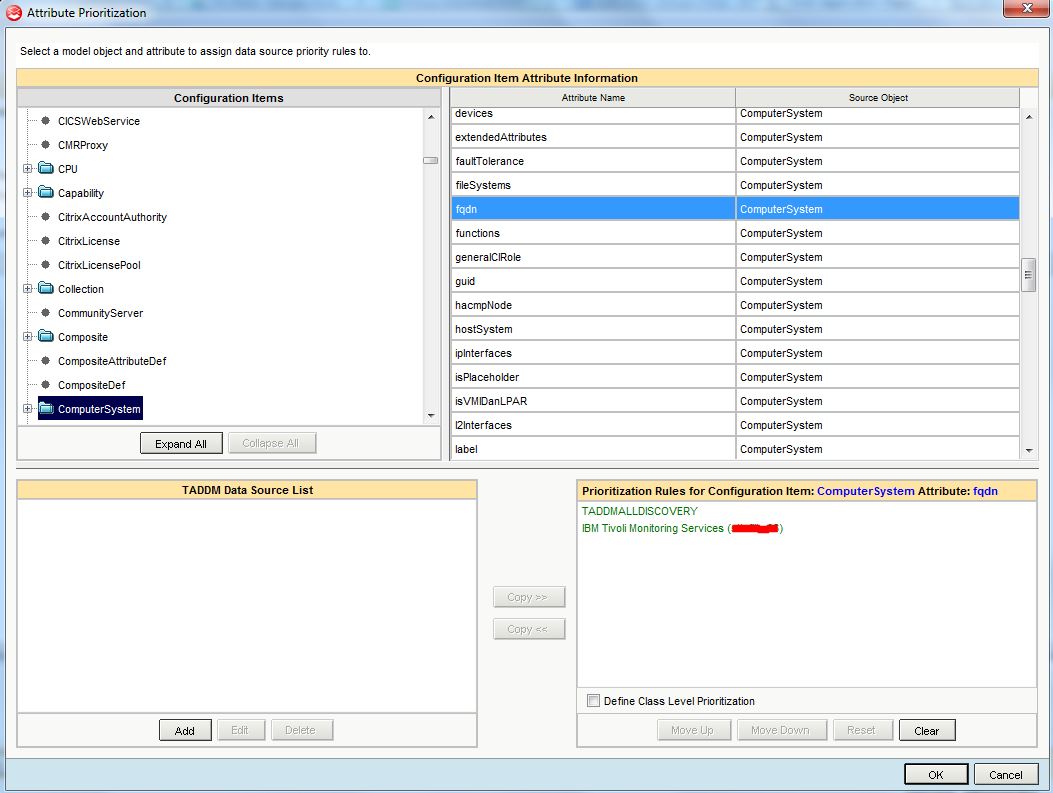 Attribute Prioritization
Select a model object and attribute to assign data source priority rules to.
Configuration Item Attribute Information
Configuration Items
CICSWebService
CMRProxy
CPU
Capability
CitrixAccountAuthority
CitrixLicense
CitrixLicensePool
Collection
CommunityServer
Composite
CompositeAttributeDef
CompositeDef
ComputerSystem
Expand All Collapse All
Attribute Name Source Object
devices ComputerSystem
extendedAttributes ComputerSystem
faultTolerance ComputerSystem
fileSystems ComputerSystem
fqdn ComputerSystem
functions ComputerSystem
generalCIRole ComputerSystem
guid ComputerSystem
hacmpNode ComputerSystem
hostSystem ComputerSystem
ipInterfaces ComputerSystem
isPlaceholder ComputerSystem
isVMIDanLPAR ComputerSystem
l2Interfaces ComputerSystem
label ComputerSystem
TADDM Data Source List
Add Edit Delete
Copy >>
Copy <<
Prioritization Rules for Configuration Item: ComputerSystem Attribute: fqdn
TADDMALLDISCOVERY
IBM Tivoli Monitoring Services ( )
Define Class Level Prioritization
Move Up Move Down Reset Clear
OK Cancel